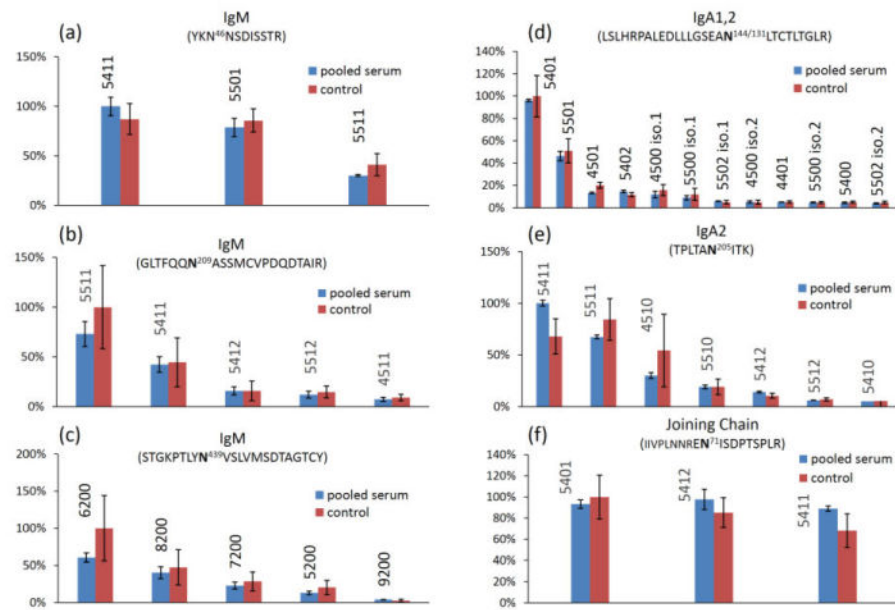 (a)
IgM
(YKN46NSDISSTR)
5411
5501
5511
pooled serum
control
150%
100%
50%
0%
(b)
IgM
(GLTFQQN209ASSMCVPDQDTAIR)
5511
5411
5412
5512
4511
pooled serum
control
150%
100%
50%
0%
(c)
IgM
(STGKPTLYN439VSLVMSDTAGTCY)
6200
8200
7200
5200
9200
pooled serum
control
200%
150%
100%
50%
0%
(d)
IgA1,2
(LSLHRPALEDLLLGSEAN144/131LTCTLTGLR)
5401
5501
4501
5402
4500 iso.1
5500 iso.1
5502 iso.1
4500 iso.2
4401
5500 iso.2
5400
5502 iso.2
pooled serum
control
140%
120%
100%
80%
60%
40%
20%
0%
(e)
IgA2
(TPLTAN205ITK)
5411
5511
4510
5510
5412
5512
5410
pooled serum
control
150%
100%
50%
0%
(f)
Joining Chain
(IIVPLNNREN71ISDPTSPLR)
5401
5412
5411
pooled serum
control
140%
120%
100%
80%
60%
40%
20%
0%